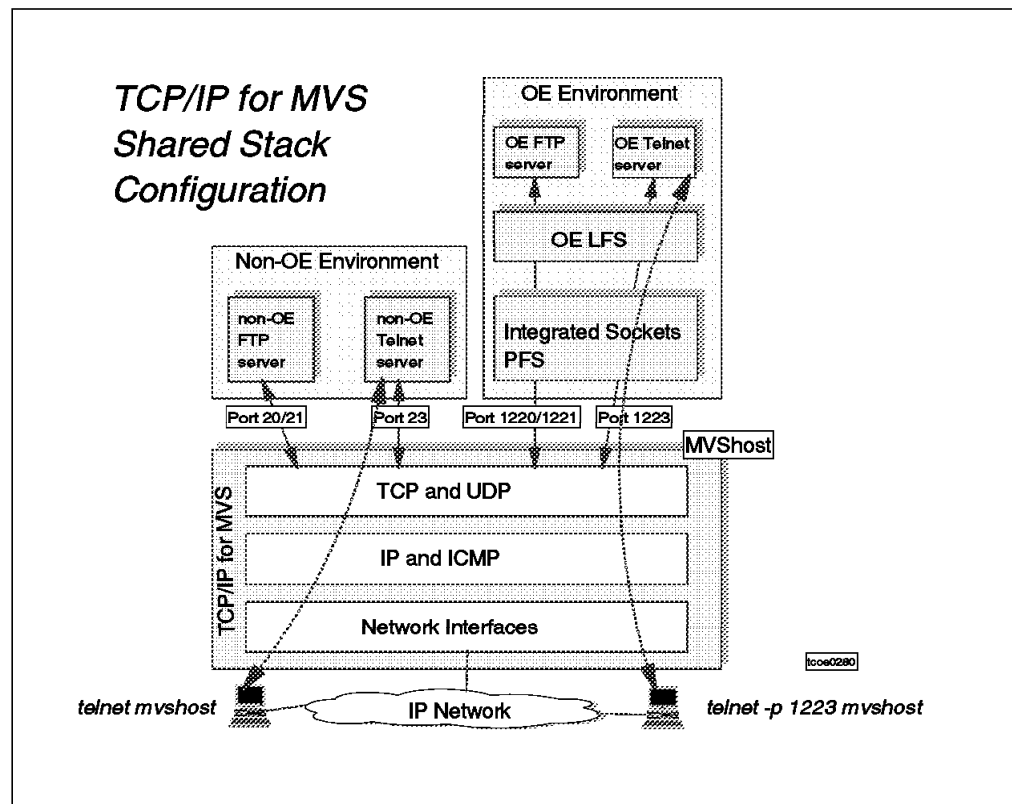 TCP/IP for MVS
Shared Stack
Configuration
OE Environment
OE FTP
server
OE Telnet
server
OE LFS
Non-OE Environment
non-OE
FTP
server
non-OE
Telnet
server
Integrated Sockets
PFS
Port 20/21
Port 23
Port 1220/1221
Port 1223
MVShost
TCP/IP for MVS
TCP and UDP
IP and ICMP
Network Interfaces
tcoe0280
telnet mvshost
IP Network
telnet -p 1223 mvshost